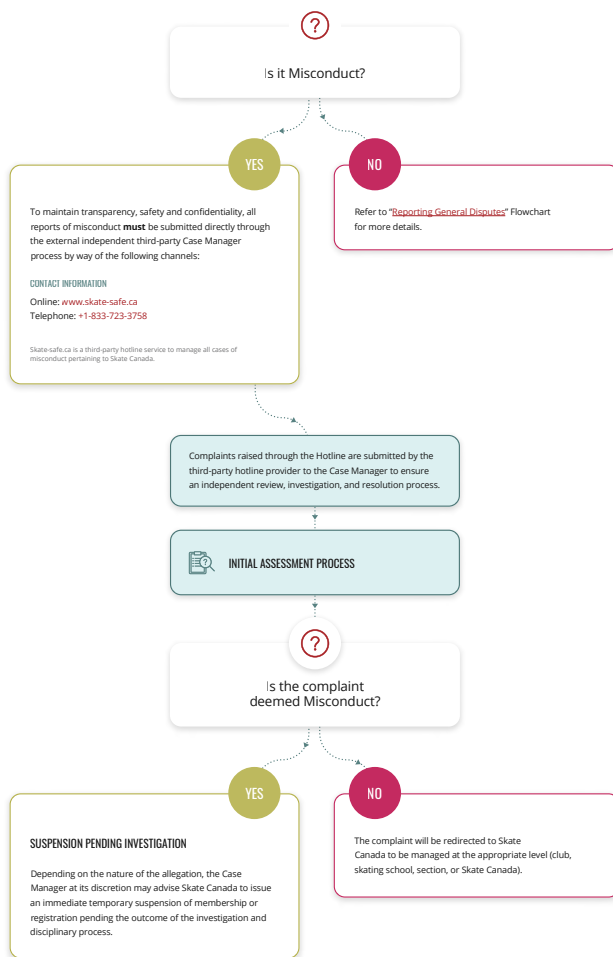 ?
Is it Misconduct?
YES
To maintain transparency, safety and confidentiality, all
reports of misconduct must be submitted directly through
the external independent third-party Case Manager
process by way of the following channels:
CONTACT INFORMATION
Online: www.skate-safe.ca
Telephone: +1-833-723-3758
Skate-safe.ca is a third-party hotline service to manage all cases of
misconduct pertaining to Skate Canada.
NO
Refer to “Reporting General Disputes” Flowchart
for more details.
Complaints raised through the Hotline are submitted by the
third-party hotline provider to the Case Manager to ensure
an independent review, investigation, and resolution process.
?
INITIAL ASSESSMENT PROCESS
?
Is the complaint
deemed Misconduct?
YES
SUSPENSION PENDING INVESTIGATION
Depending on the nature of the allegation, the Case
Manager at its discretion may advise Skate Canada to issue
an immediate temporary suspension of membership or
registration pending the outcome of the investigation and
disciplinary process.
NO
The complaint will be redirected to Skate
Canada to be managed at the appropriate level (club,
skating school, section, or Skate Canada).